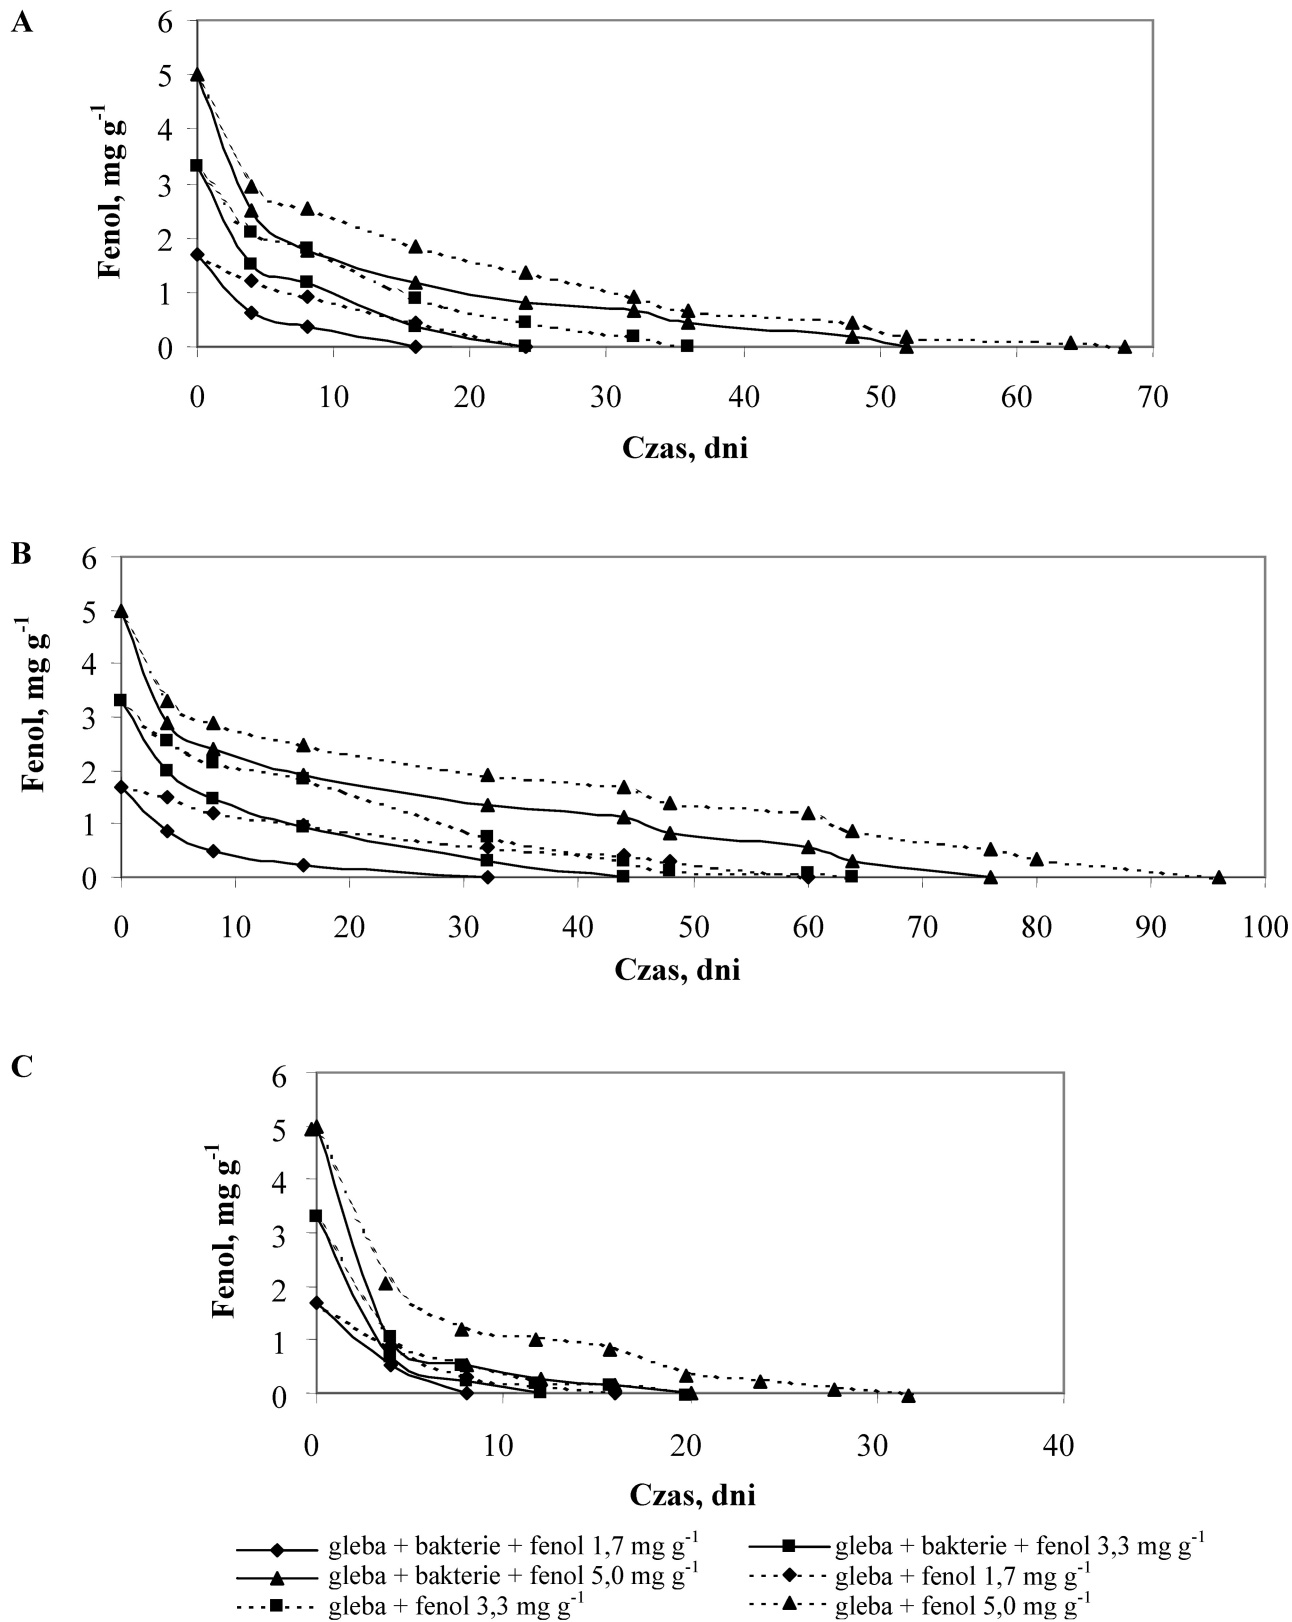 A
6
5
4
3
2
1
0
Fenol, mg g-1
0 10 20 30 40 50 60 70
Czas, dni
B
6
5
4
3
2
1
0
Fenol, mg g-1
0 10 20 30 40 50 60 70 80 90 100
Czas, dni
C
6
5
4
3
2
1
0
Fenol, mg g-1
0 10 20 30 40
Czas, dni
gleba + bakterie + fenol 1,7 mg g-1 gleba + bakterie + fenol 3,3 mg g-1
gleba + bakterie + fenol 5,0 mg g-1 gleba + fenol 1,7 mg g-1
gleba + fenol 3,3 mg g-1 gleba + fenol 5,0 mg g-1